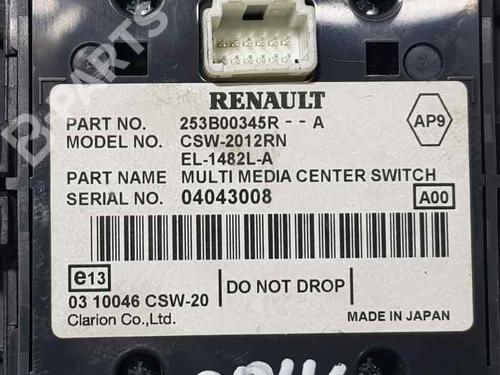 RENAULT
PART NO. 253B00345R - - A
MODEL NO. CSW-2012RN
EL-1482L-A
AP9
PART NAME MULTI MEDIA CENTER SWITCH
SERIAL NO. 04043008
A00
e13
03 10046 CSW-20
DO NOT DROP
Clarion Co.,Ltd.
MADE IN JAPAN